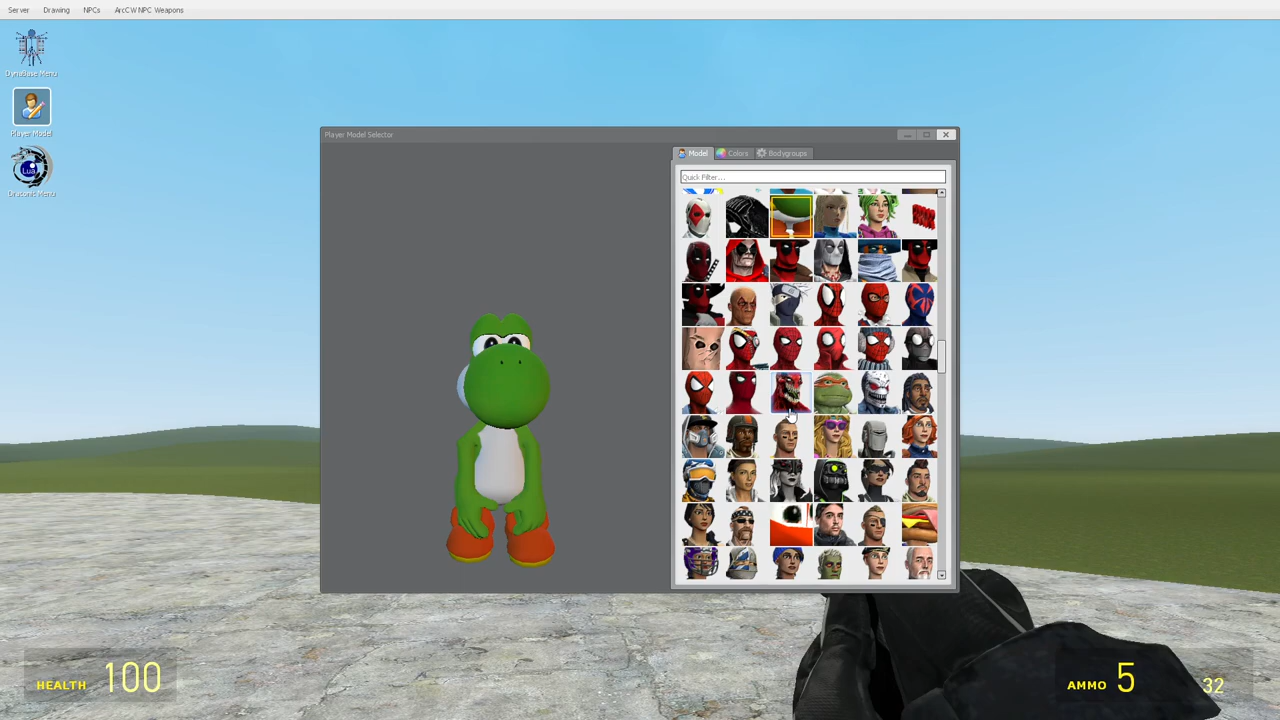 Server Drawing NPCs ArcCW NPC Weapons
DynaBase Menu
Player Model
Draconic Menu
Player Model Selector
Model Colors Bodygroups
Quick Filter...
HEALTH 100
AMMO 5 32